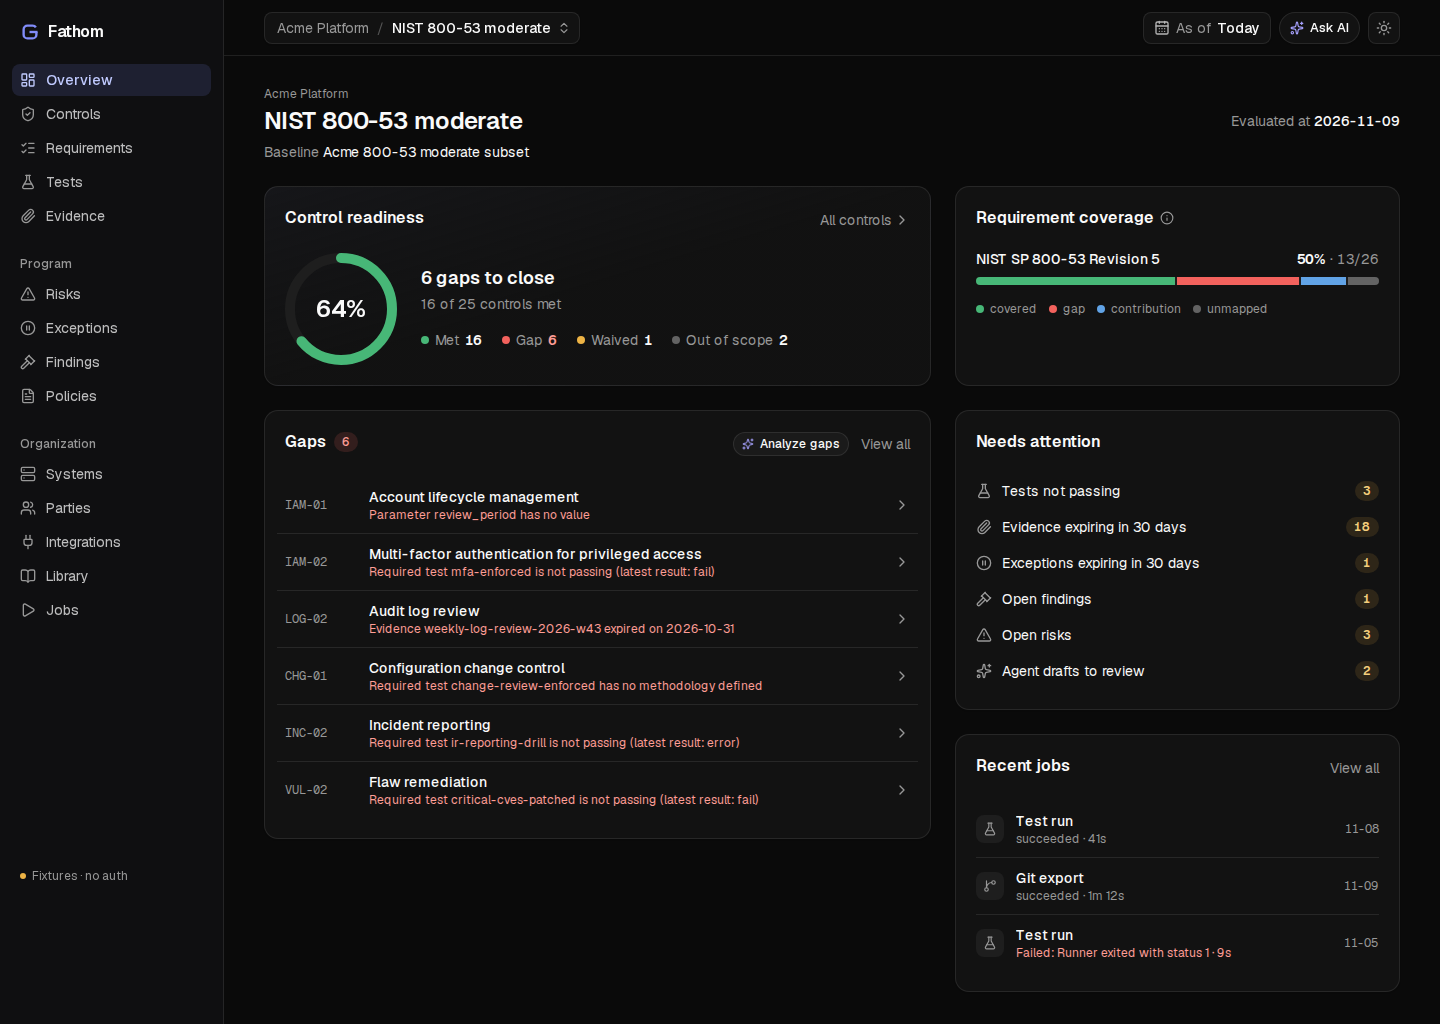 Fathom
Overview
Controls
Requirements
Tests
Evidence
Program
Risks
Exceptions
Findings
Policies
Organization
Systems
Parties
Integrations
Library
Jobs
Fixtures · no auth
Acme Platform / NIST 800-53 moderate
As of Today
Ask AI
Acme Platform
NIST 800-53 moderate
Baseline Acme 800-53 moderate subset
Evaluated at 2026-11-09
Control readiness
All controls
64%
6 gaps to close
16 of 25 controls met
Met 16 Gap 6 Waived 1 Out of scope 2
Requirement coverage
NIST SP 800-53 Revision 5 50% · 13/26
covered gap contribution unmapped
Gaps 6
Analyze gaps
View all
IAM-01 Account lifecycle management
Parameter review_period has no value
IAM-02 Multi-factor authentication for privileged access
Required test mfa-enforced is not passing (latest result: fail)
LOG-02 Audit log review
Evidence weekly-log-review-2026-w43 expired on 2026-10-31
CHG-01 Configuration change control
Required test change-review-enforced has no methodology defined
INC-02 Incident reporting
Required test ir-reporting-drill is not passing (latest result: error)
VUL-02 Flaw remediation
Required test critical-cves-patched is not passing (latest result: fail)
Needs attention
Tests not passing 3
Evidence expiring in 30 days 18
Exceptions expiring in 30 days 1
Open findings 1
Open risks 3
Agent drafts to review 2
Recent jobs
View all
Test run
succeeded · 41s
11-08
Git export
succeeded · 1m 12s
11-09
Test run
Failed: Runner exited with status 1 · 9s
11-05